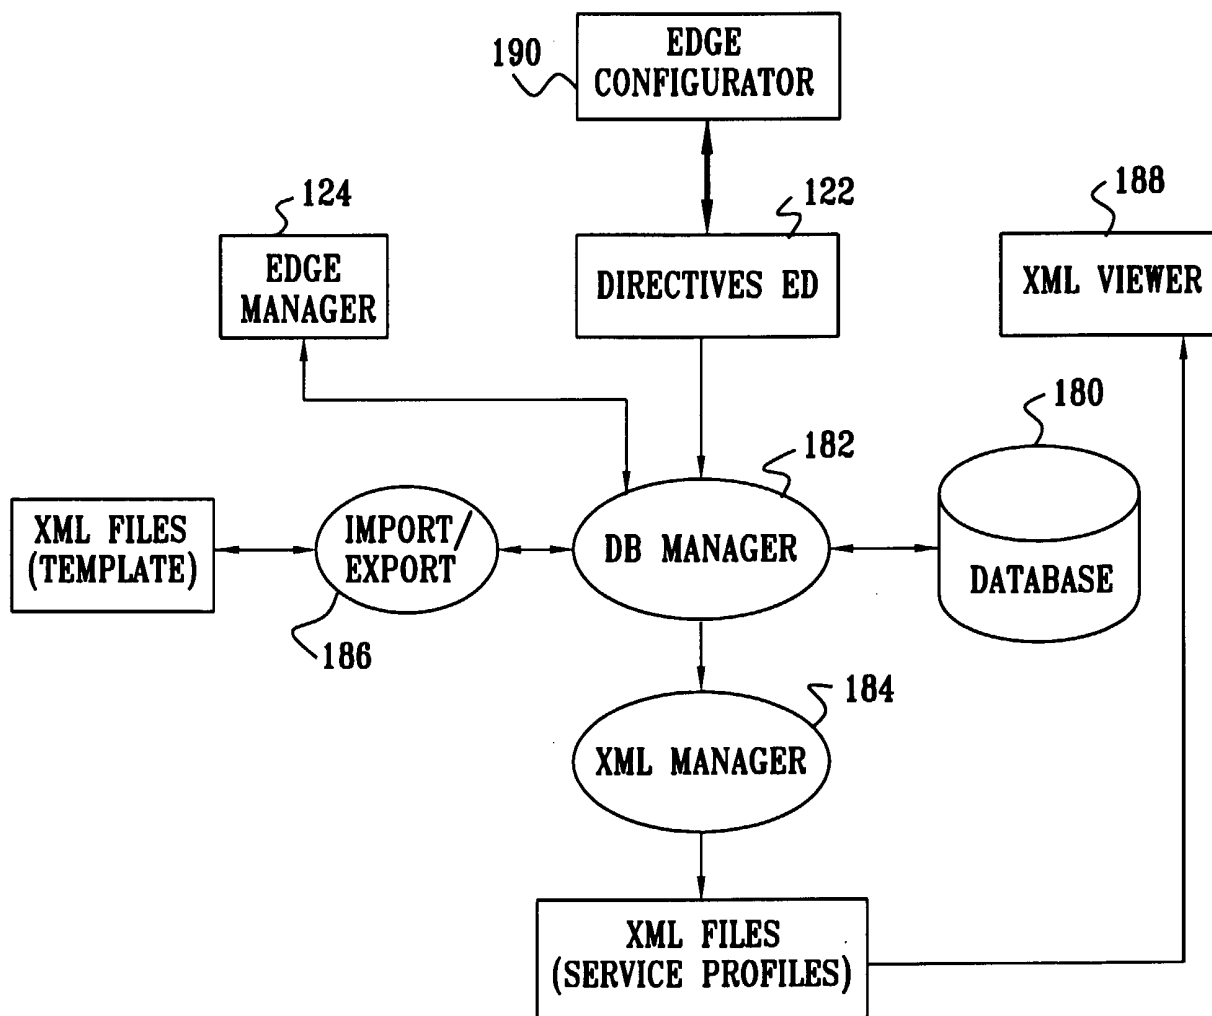 190
EDGE
CONFIGURATOR
124
122
188
EDGE
MANAGER
DIRECTIVES ED
XML VIEWER
180
182
XML FILES
(TEMPLATE)
IMPORT/
EXPORT
DB MANAGER
DATABASE
186
184
XML MANAGER
XML FILES
(SERVICE PROFILES)